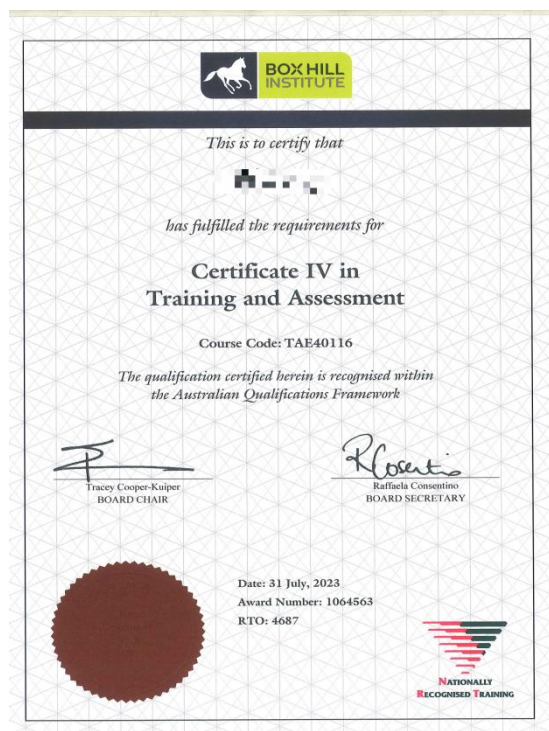 BOX HILL
INSTITUTE
This is to certify that
has fulfilled the requirements for
Certificate IV in
Training and Assessment
Course Code: TAE40116
The qualification certified herein is recognised within
the Australian Qualifications Framework
R Cosentino
Tracey Cooper-Kuiper
BOARD CHAIR
Raffaela Consentino
BOARD SECRETARY
Date: 31 July, 2023
Award Number: 1064563
RTO: 4687
NATIONALLY
RECOGNISED TRAINING